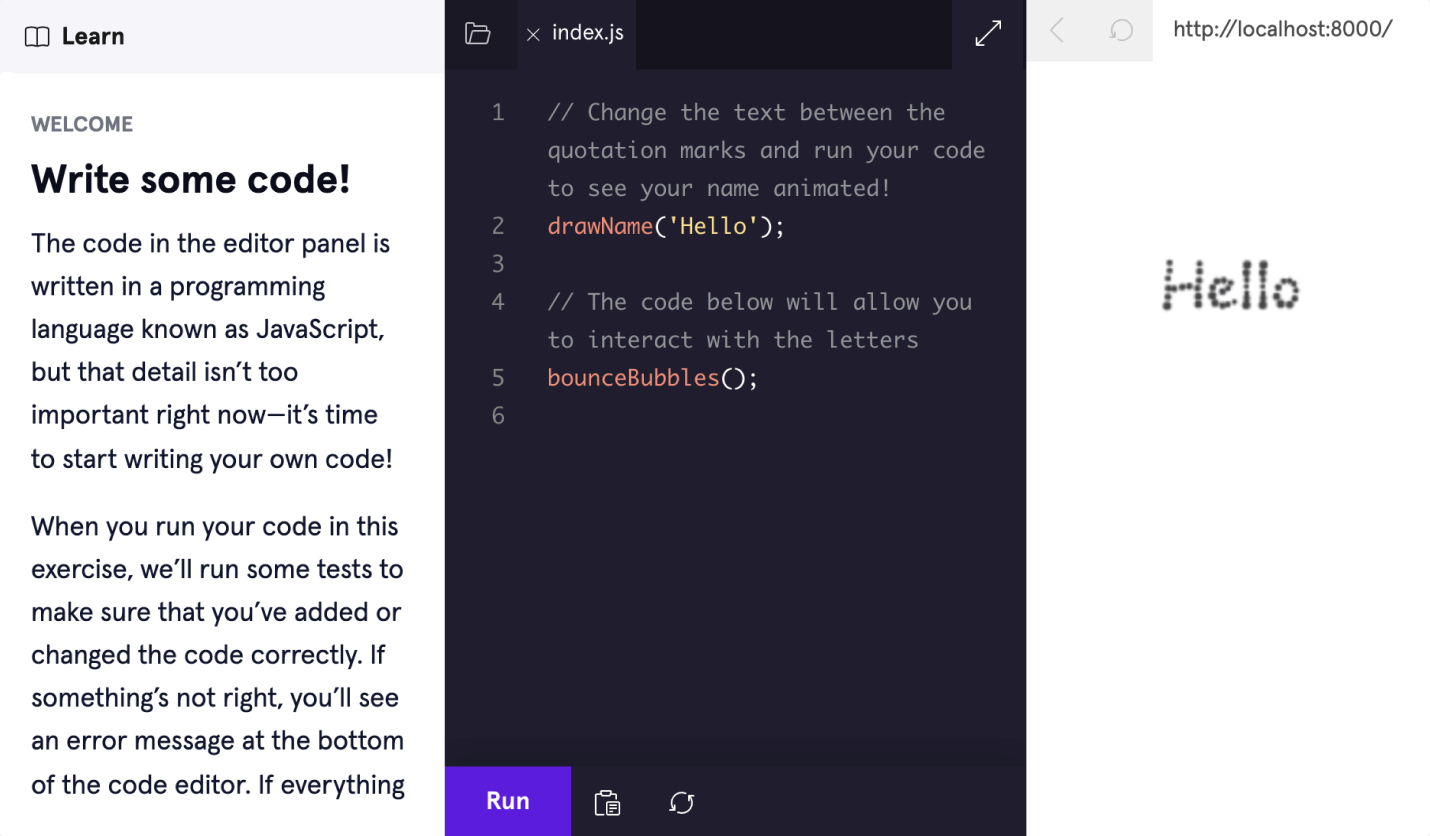 Learn
WELCOME
Write some code!
The code in the editor panel is
written in a programming
language known as JavaScript,
but that detail isn’t too
important right now—it’s time
to start writing your own code!
When you run your code in this
exercise, we’ll run some tests to
make sure that you’ve added or
changed the code correctly. If
something’s not right, you’ll see
an error message at the bottom
of the code editor. If everything
index.js
1 // Change the text between the
quotation marks and run your code
to see your name animated!
2 drawName('Hello');
3
4 // The code below will allow you
to interact with the letters
5 bounceBubbles();
6
Run
http://localhost:8000/
Hello